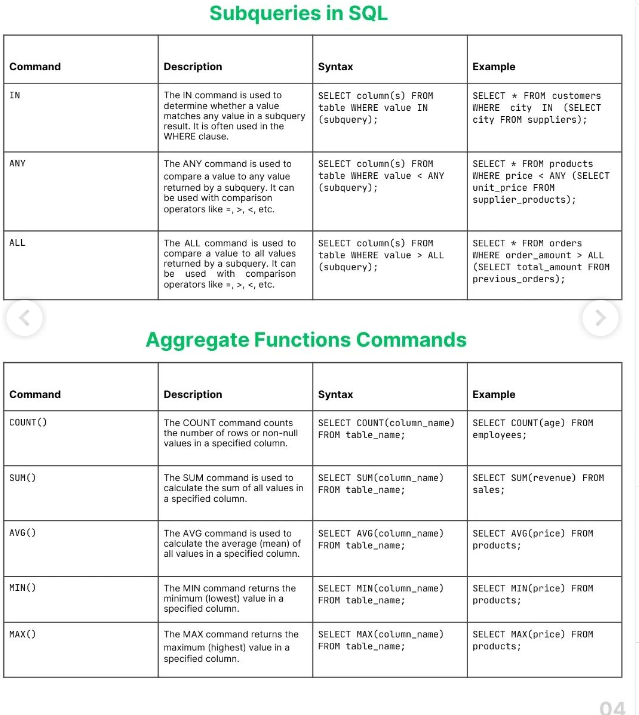 Subqueries in SQL
Command Description Syntax Example
IN
The IN command is used to
determine whether a value
matches any value in a subquery
result. It is often used in the
WHERE clause.
SELECT column(s) FROM
table WHERE value IN
(subquery);
SELECT * FROM customers
WHERE city IN (SELECT
city FROM suppliers);
ANY
The ANY command is used to
compare a value to any value
returned by a subquery. It can
be used with comparison
operators like =, >, <, etc.
SELECT column(s) FROM
table WHERE value < ANY
(subquery);
SELECT * FROM products
WHERE price < ANY (SELECT
unit_price FROM
supplier_products);
ALL
The ALL command is used to
compare a value to all values
returned by a subquery. It can
be used with comparison
operators like =, >, <, etc.
SELECT column(s) FROM
table WHERE value > ALL
(subquery);
SELECT * FROM orders
WHERE order_amount > ALL
(SELECT total_amount FROM
previous_orders);
Aggregate Functions Commands
Command Description Syntax Example
COUNT()
The COUNT command counts
the number of rows or non-null
values in a specified column.
SELECT COUNT(column_name)
FROM table_name;
SELECT COUNT(age) FROM
employees;
SUM()
The SUM command is used to
calculate the sum of all values in
a specified column.
SELECT SUM(column_name)
FROM table_name;
SELECT SUM(revenue) FROM
sales;
AVG()
The AVG command is used to
calculate the average (mean) of
all values in a specified column.
SELECT AVG(column_name)
FROM table_name;
SELECT AVG(price) FROM
products;
MIN()
The MIN command returns the
minimum (lowest) value in a
specified column.
SELECT MIN(column_name)
FROM table_name;
SELECT MIN(price) FROM
products;
MAX()
The MAX command returns the
maximum (highest) value in a
specified column.
SELECT MAX(column_name)
FROM table_name;
SELECT MAX(price) FROM
products;
04